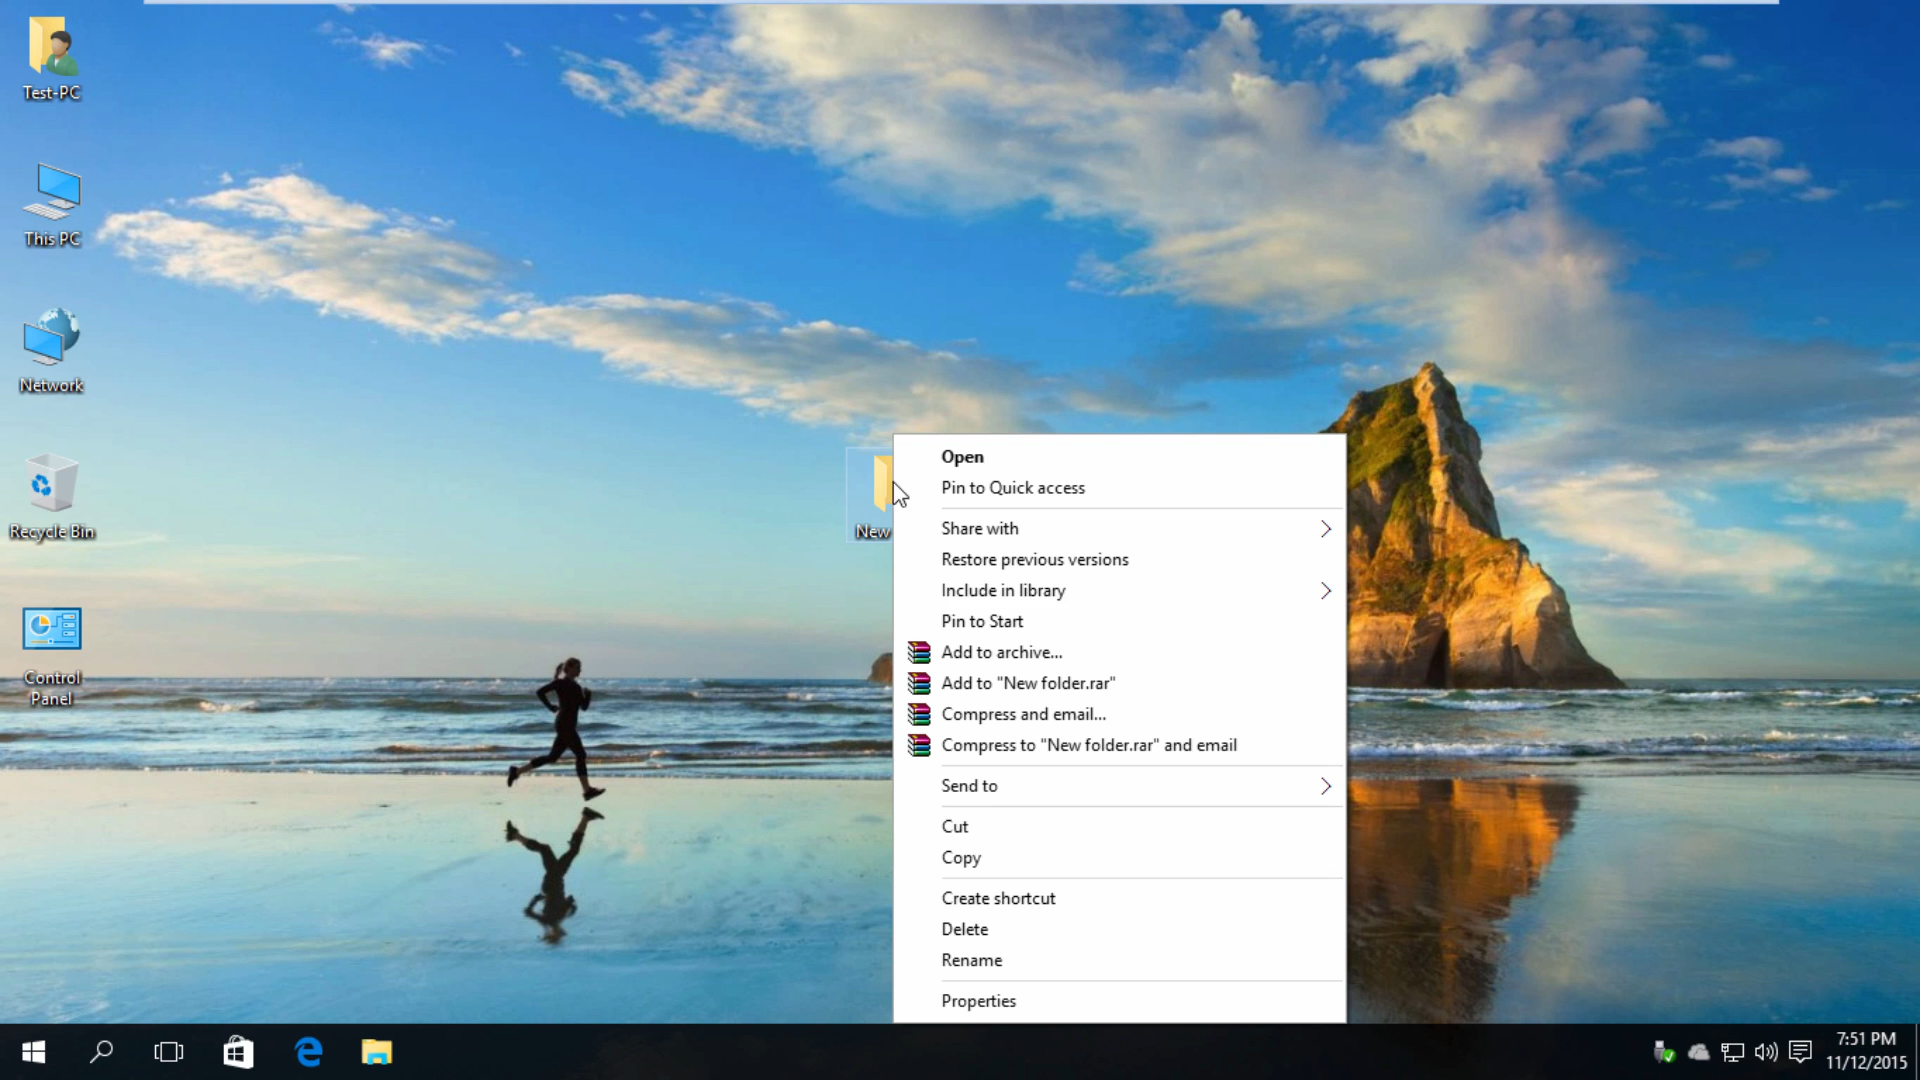 Test-PC
This PC
Network
Recycle Bin
Control
Panel
New
Open
Pin to Quick access
Share with
Restore previous versions
Include in library
Pin to Start
Add to archive...
Add to "New folder.rar"
Compress and email...
Compress to "New folder.rar" and email
Send to
Cut
Copy
Create shortcut
Delete
Rename
Properties
7:51 PM
11/12/2015